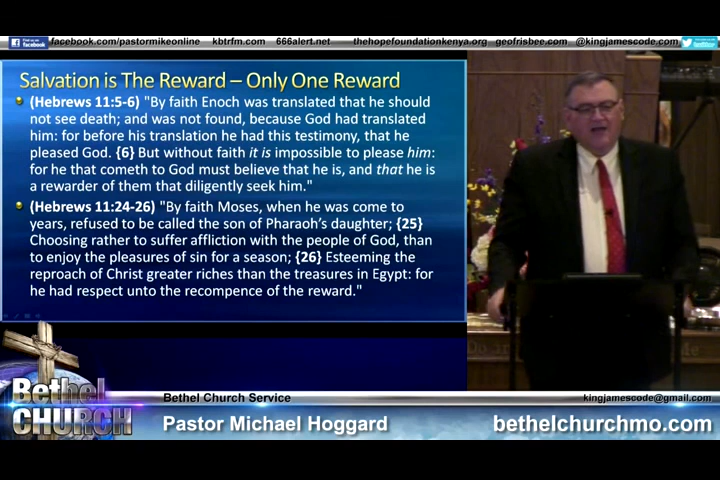 Find us on facebook facebook.com/pastormikeonline kbtrfm.com 666alert.net thehopefoundationkenya.org geofrisbee.com @kingjamescode twitter
Salvation is The Reward – Only One Reward
(Hebrews 11:5-6) "By faith Enoch was translated that he should
not see death; and was not found, because God had translated
him: for before his translation he had this testimony, that he
pleased God. {6} But without faith it is impossible to please him:
for he that cometh to God must believe that he is, and that he is
a rewarder of them that diligently seek him."
(Hebrews 11:24-26) "By faith Moses, when he was come to
years, refused to be called the son of Pharaoh's daughter; {25}
Choosing rather to suffer affliction with the people of God, than
to enjoy the pleasures of sin for a season; {26} Esteeming the
reproach of Christ greater riches than the treasures in Egypt: for
he had respect unto the recompence of the reward."
Bethel
CHURCH
Bethel Church Service kingjamescode@gmail.com
Pastor Michael Hoggard bethelchurchmo.com